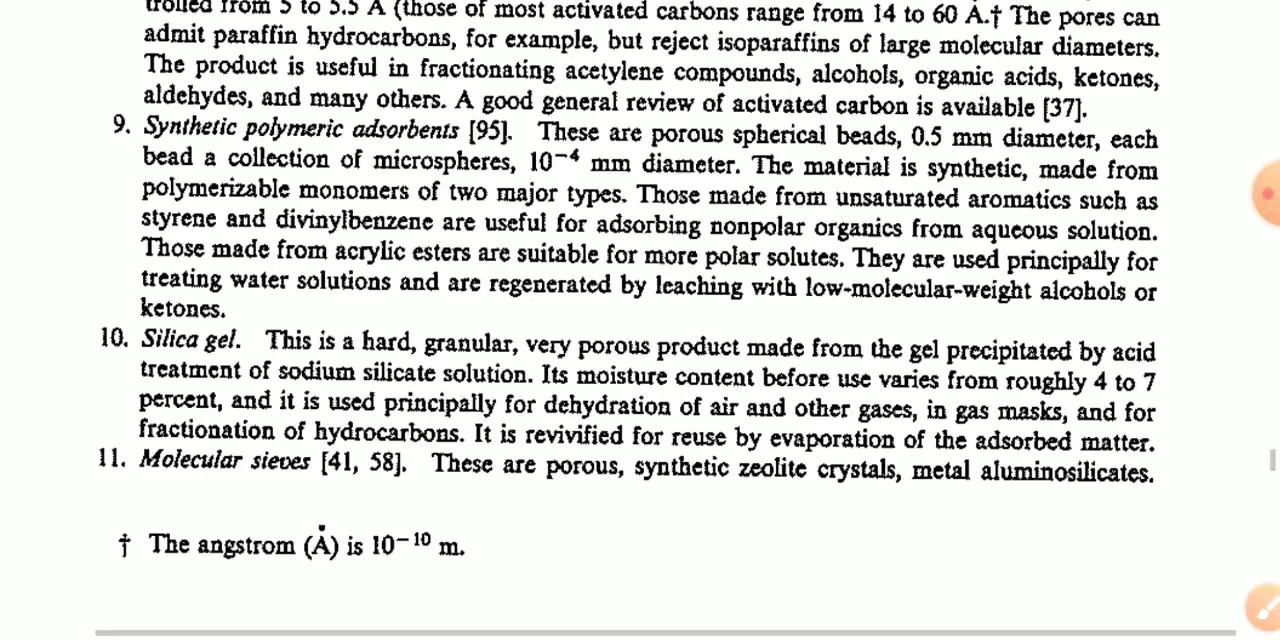 trolled from 5 to 5.5 Å (those of most activated carbons range from 14 to 60 Å.† The pores can
admit paraffin hydrocarbons, for example, but reject isoparaffins of large molecular diameters.
The product is useful in fractionating acetylene compounds, alcohols, organic acids, ketones,
aldehydes, and many others. A good general review of activated carbon is available [37].
9. Synthetic polymeric adsorbents [95]. These are porous spherical beads, 0.5 mm diameter, each
bead a collection of microspheres, 10⁻⁴ mm diameter. The material is synthetic, made from
polymerizable monomers of two major types. Those made from unsaturated aromatics such as
styrene and divinylbenzene are useful for adsorbing nonpolar organics from aqueous solution.
Those made from acrylic esters are suitable for more polar solutes. They are used principally for
treating water solutions and are regenerated by leaching with low-molecular-weight alcohols or
ketones.
10. Silica gel. This is a hard, granular, very porous product made from the gel precipitated by acid
treatment of sodium silicate solution. Its moisture content before use varies from roughly 4 to 7
percent, and it is used principally for dehydration of air and other gases, in gas masks, and for
fractionation of hydrocarbons. It is revivified for reuse by evaporation of the adsorbed matter.
11. Molecular sieves [41, 58]. These are porous, synthetic zeolite crystals, metal aluminosilicates.
† The angstrom (Å) is 10⁻¹⁰ m.